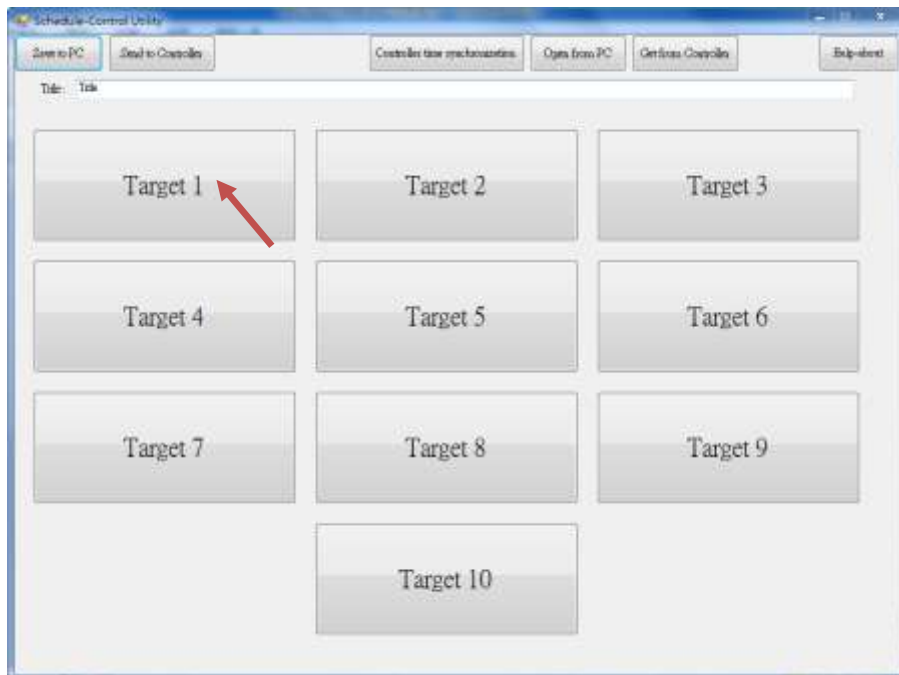 Schedule-Control Utility
Save to PC Send to Controller Controller time synchronization Open from PC Get from Controller Help-about
Title: Title
Target 1 Target 2 Target 3
Target 4 Target 5 Target 6
Target 7 Target 8 Target 9
Target 10